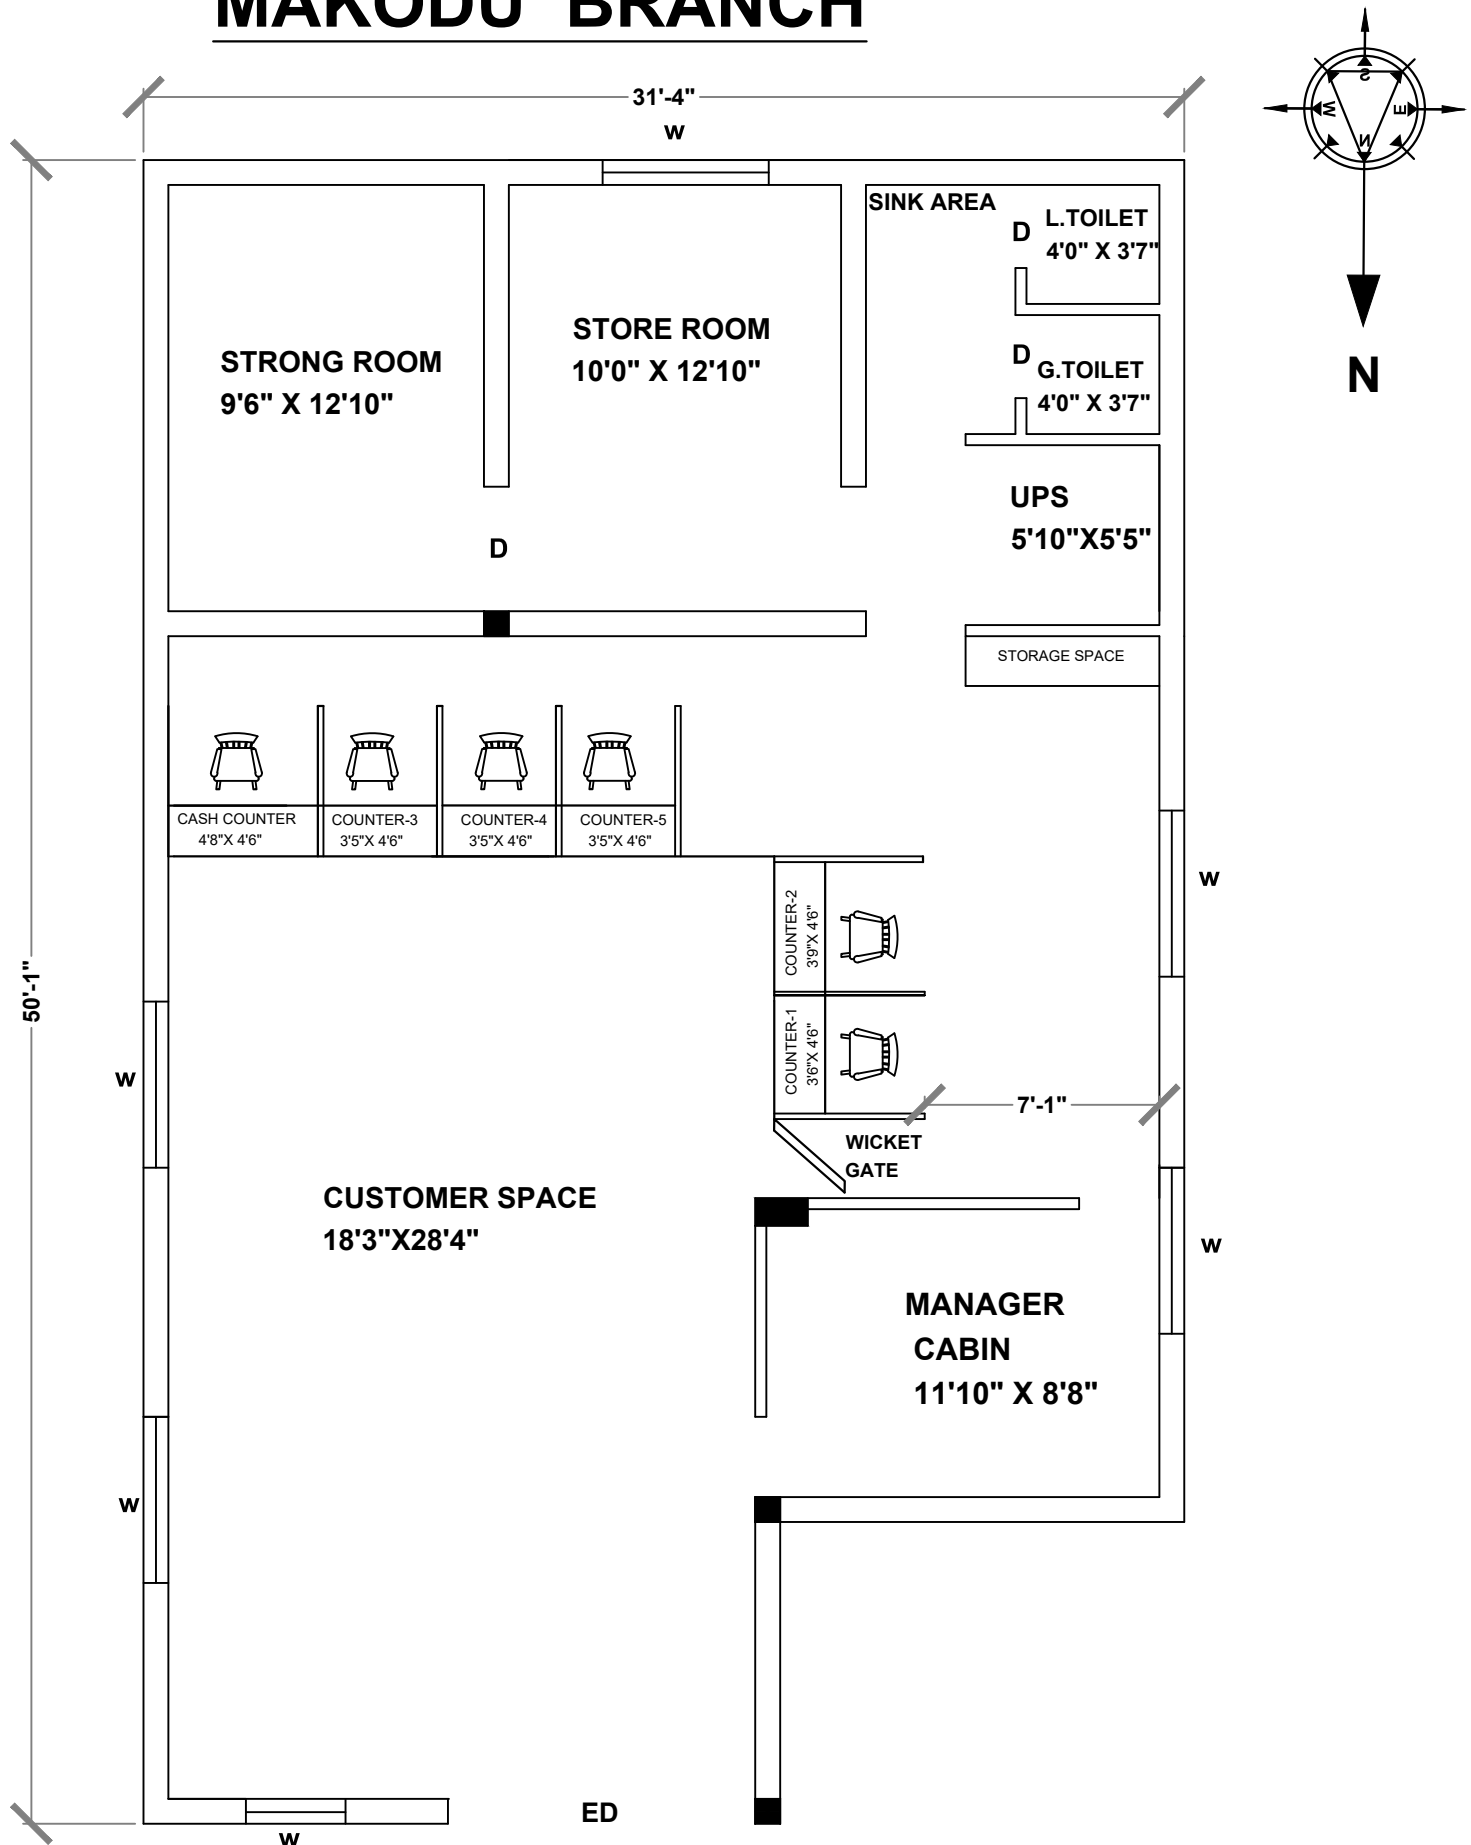 MAKODU BRANCH
31'-4"
W
S
W
E
N
N
SINK AREA
D
L.TOILET
4'0" X 3'7"
STORE ROOM
10'0" X 12'10"
STRONG ROOM
9'6" X 12'10"
D
G.TOILET
4'0" X 3'7"
UPS
5'10"X5'5"
D
STORAGE SPACE
CASH COUNTER
4'8"X 4'6"
COUNTER-3
3'5"X 4'6"
COUNTER-4
3'5"X 4'6"
COUNTER-5
3'5"X 4'6"
COUNTER-2
3'9"X 4'6"
W
50'-1"
COUNTER-1
3'6"X 4'6"
W
7'-1"
WICKET
GATE
CUSTOMER SPACE
18'3"X28'4"
W
MANAGER
CABIN
11'10" X 8'8"
W
ED
W